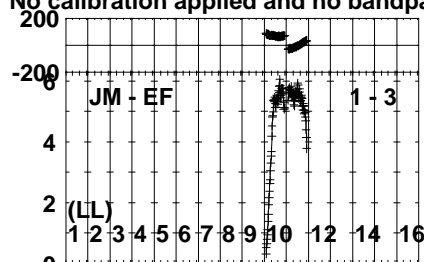 No calibration applied and no bandpa
200
-200
6
JM - EF 1 - 3
4
2
(LL)
1 2 3 4 5 6 7 8 9 10 12 14 16
0